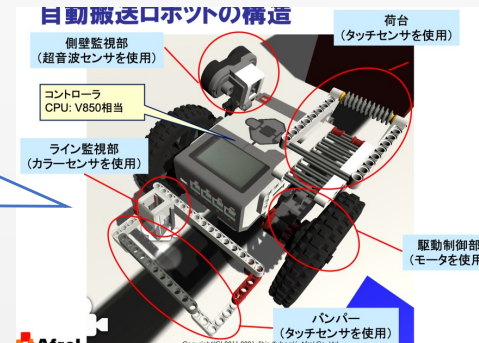 自動搬送ロボットの構造
側壁監視部
(超音波センサを使用)
荷台
(タッチセンサを使用)
コントローラ
CPU: V850相当
ライン監視部
(カラーセンサを使用)
駆動制御部
(モータを使用
バンパー
(タッチセンサを使用)
Afrel